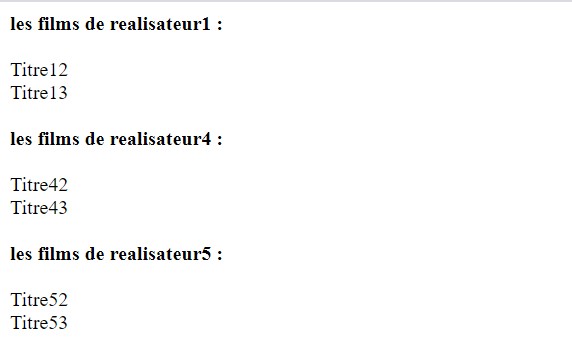 les films de realisateur1 :
Titre12
Titre13
les films de realisateur4 :
Titre42
Titre43
les films de realisateur5 :
Titre52
Titre53